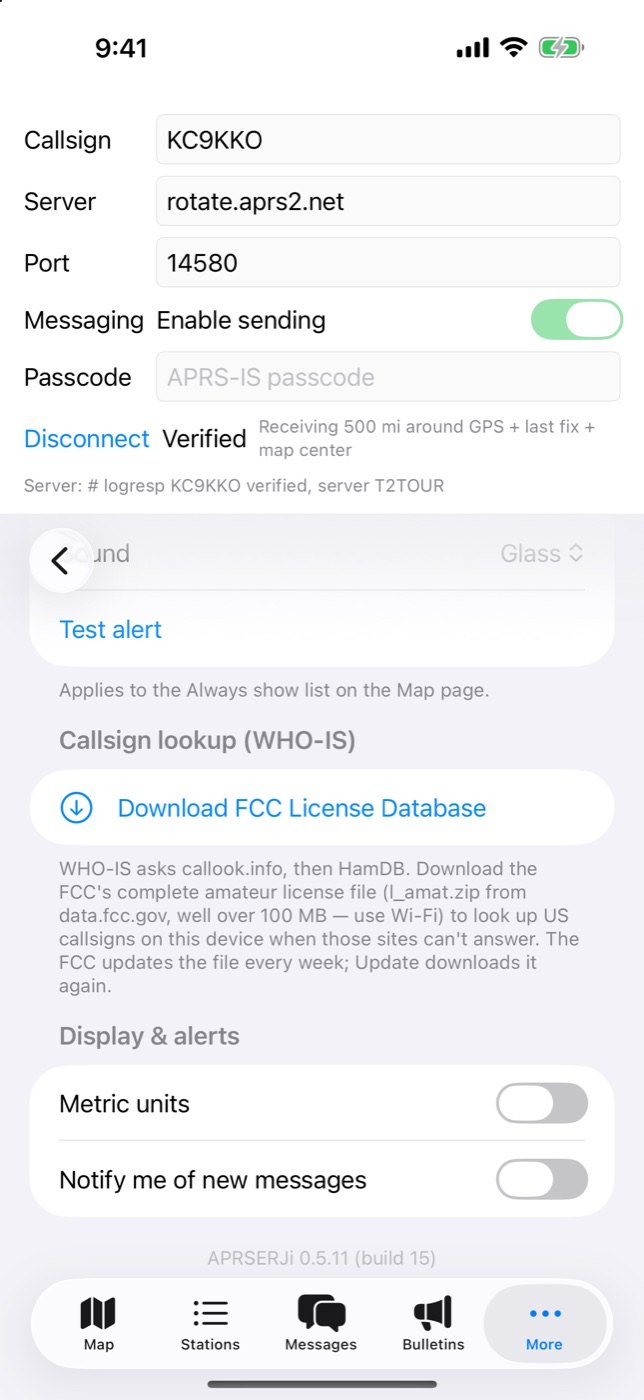 9:41
Callsign KC9KKO
Server rotate.aprs2.net
Port 14580
Messaging Enable sending
Passcode APRS-IS passcode
Disconnect Verified Receiving 500 mi around GPS + last fix +
map center
Server: # logresp KC9KKO verified, server T2TOUR
Sound Glass
Test alert
Applies to the Always show list on the Map page.
Callsign lookup (WHO-IS)
Download FCC License Database
WHO-IS asks callook.info, then HamDB. Download the
FCC's complete amateur license file (l_amat.zip from
data.fcc.gov, well over 100 MB — use Wi-Fi) to look up US
callsigns on this device when those sites can't answer. The
FCC updates the file every week; Update downloads it
again.
Display & alerts
Metric units
Notify me of new messages
APRSERJi 0.5.11 (build 15)
Map Stations Messages Bulletins More